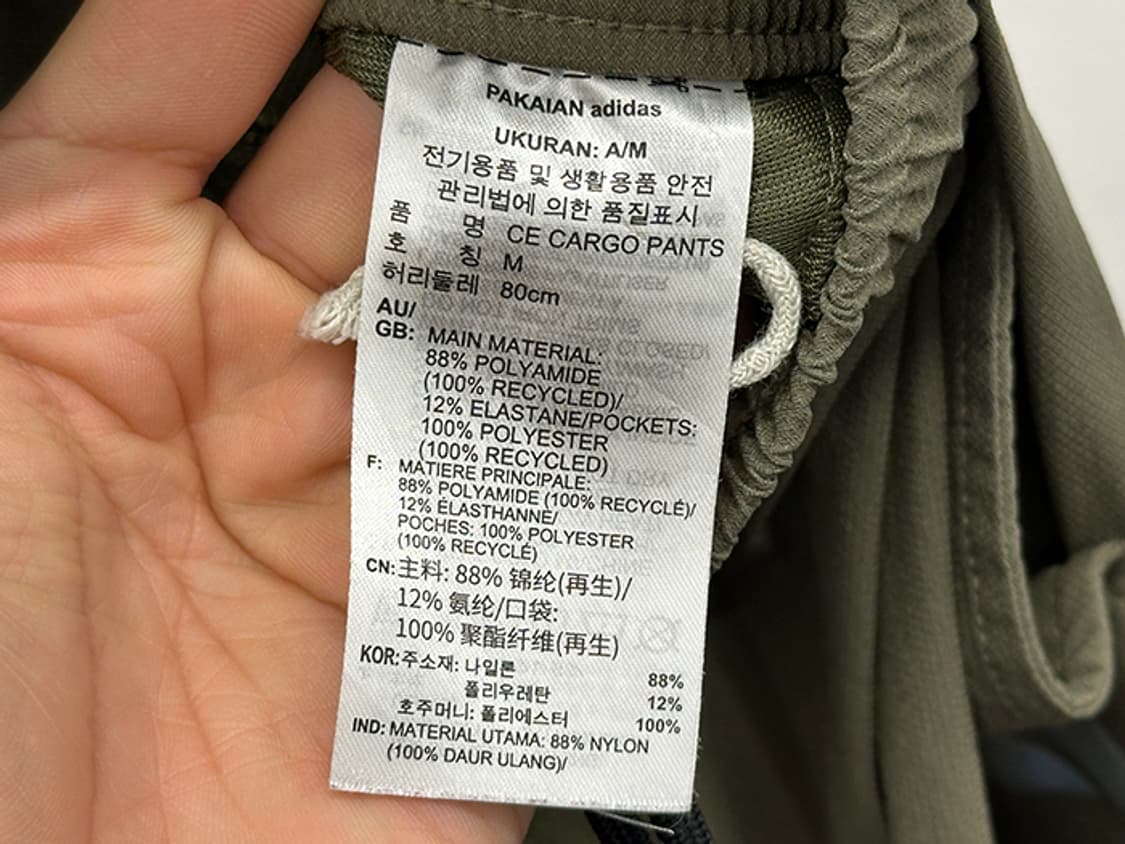 PAKAIAN adidas
UKURAN: A/M
전기용품 및 생활용품 안전
관리법에 의한 품질표시
품 명 CE CARGO PANTS
호 칭 M
허리둘레 80cm
AU/
GB: MAIN MATERIAL:
88% POLYAMIDE
(100% RECYCLED)/
12% ELASTANE/POCKETS:
100% POLYESTER
(100% RECYCLED)
F: MATIERE PRINCIPALE:
88% POLYAMIDE (100% RECYCLÉ)/
12% ÉLASTHANNE/
POCHES: 100% POLYESTER
(100% RECYCLÉ)
CN: 主料: 88% 锦纶(再生)/
12% 氨纶/口袋:
100% 聚酯纤维(再生)
KOR: 주소재: 나일론 88%
폴리우레탄 12%
호주머니: 폴리에스터 100%
IND: MATERIAL UTAMA: 88% NYLON
(100% DAUR ULANG)/